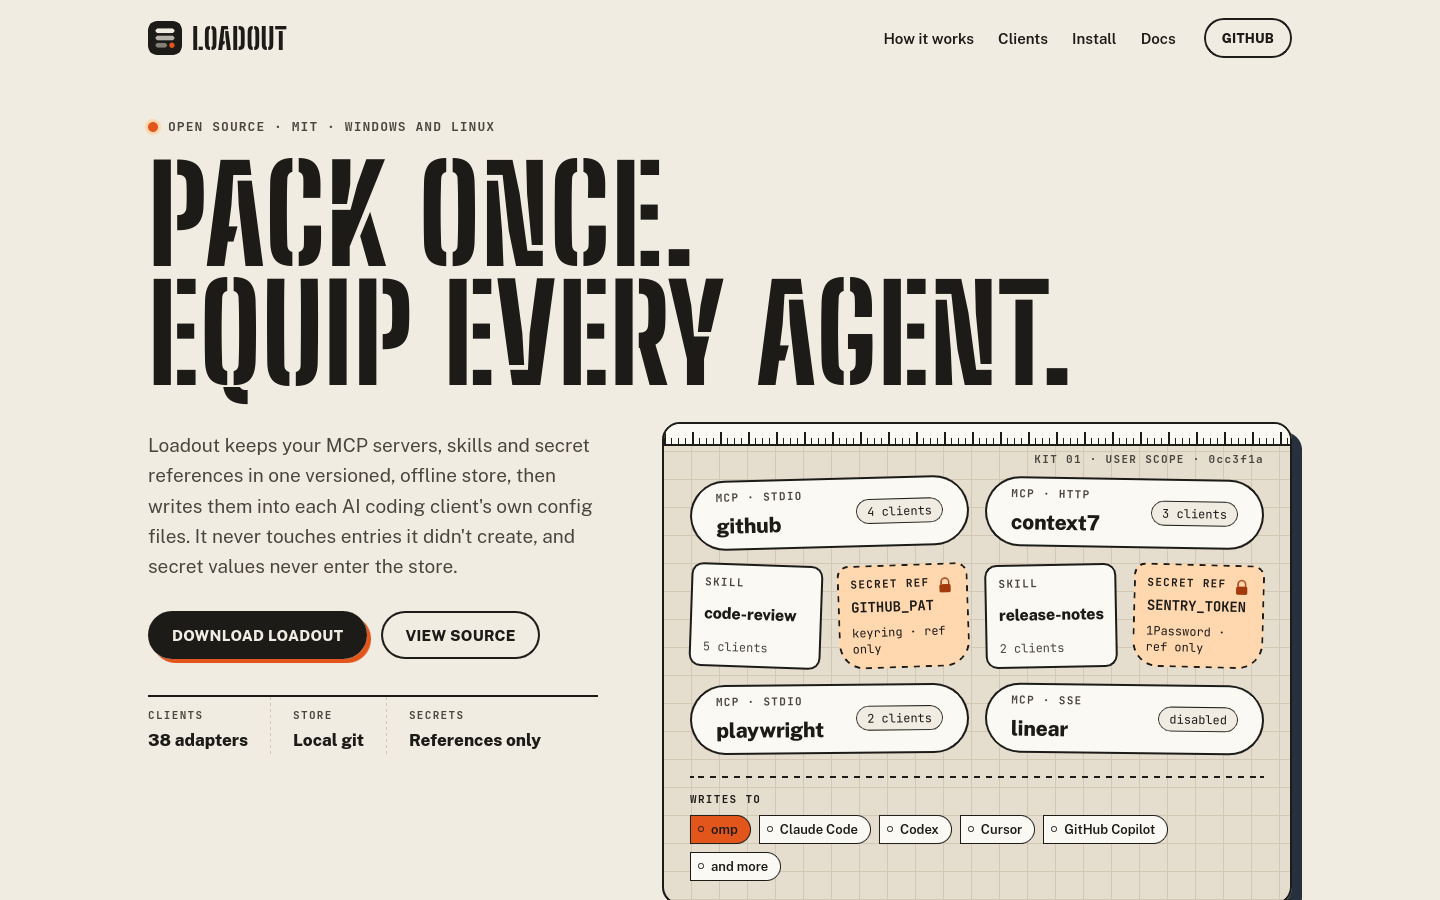 LOADOUT
How it works
Clients
Install
Docs
GITHUB
OPEN SOURCE · MIT · WINDOWS AND LINUX
PACK ONCE.
EQUIP EVERY AGENT.
Loadout keeps your MCP servers, skills and secret
references in one versioned, offline store, then
writes them into each AI coding client's own config
files. It never touches entries it didn't create, and
secret values never enter the store.
DOWNLOAD LOADOUT
VIEW SOURCE
CLIENTS
38 adapters
STORE
Local git
SECRETS
References only
KIT 01 · USER SCOPE · 0cc3f1a
MCP · STDIO
github
4 clients
MCP · HTTP
context7
3 clients
SKILL
code-review
5 clients
SECRET REF
GITHUB_PAT
keyring · ref
only
SKILL
release-notes
2 clients
SECRET REF
SENTRY_TOKEN
1Password ·
ref only
MCP · STDIO
playwright
2 clients
MCP · SSE
linear
disabled
WRITES TO
omp
Claude Code
Codex
Cursor
GitHub Copilot
and more